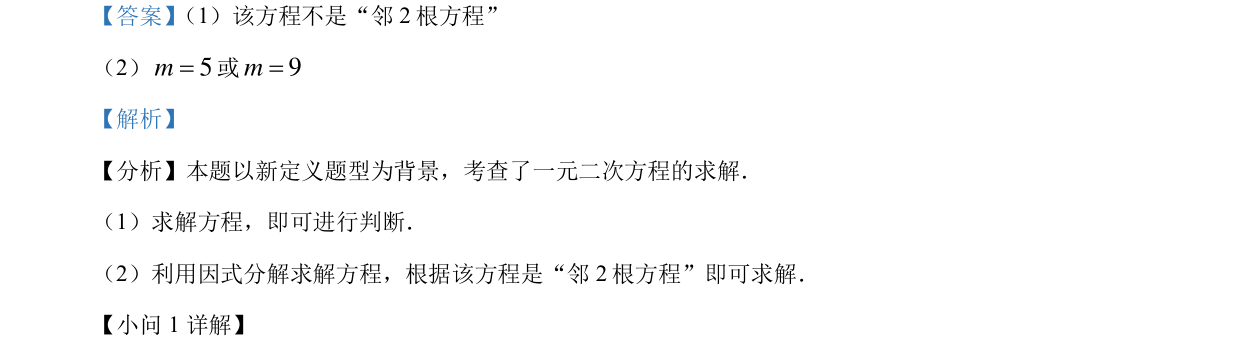 【答案】（1）该方程不是“邻 2 根方程”
（2）m = 5 或 m = 9
【解析】
【分析】本题以新定义题型为背景，考查了一元二次方程的求解．
（1）求解方程，即可进行判断．
（2）利用因式分解求解方程，根据该方程是“邻 2 根方程”即可求解．
【小问 1 详解】